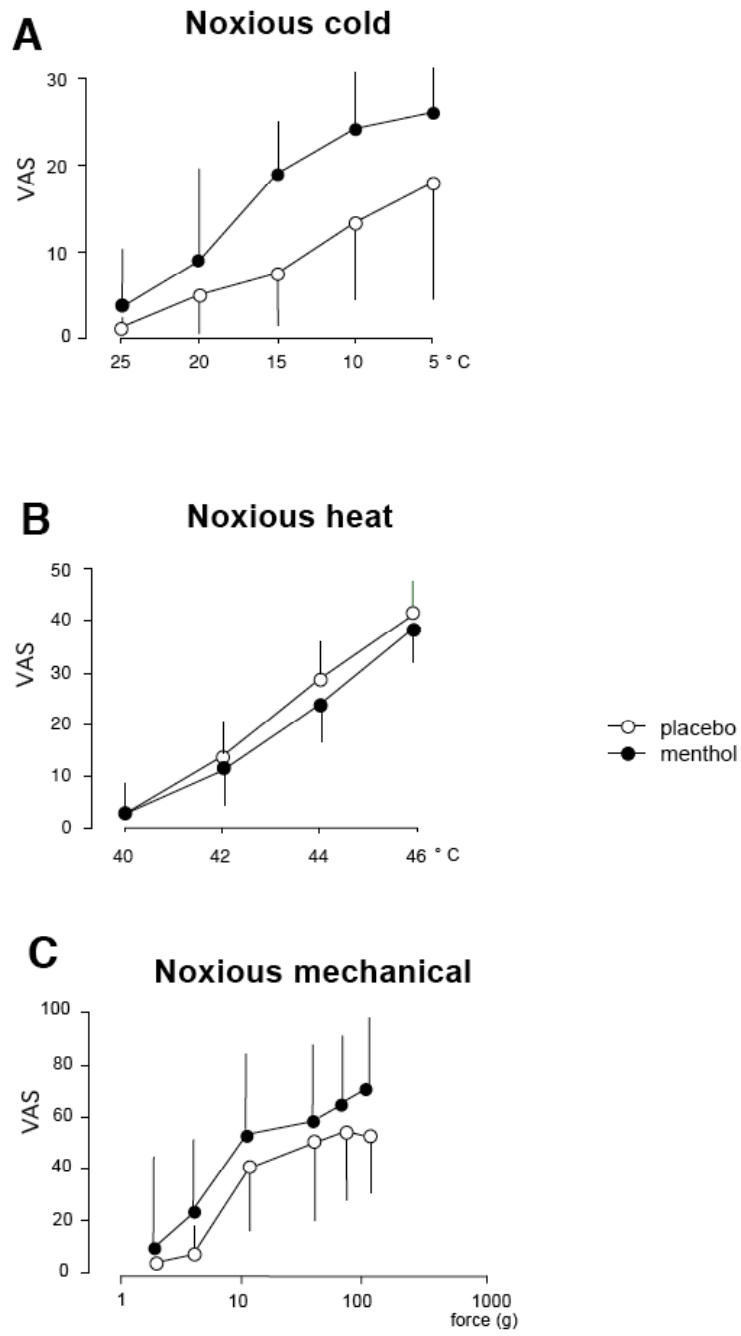 A
Noxious cold
30
20
10
0
VAS
25 20 15 10 5 ° C
B
Noxious heat
50
40
30
20
10
0
VAS
40 42 44 46 ° C
placebo
menthol
C
Noxious mechanical
100
80
60
40
20
0
VAS
1 10 100 1000
force (g)